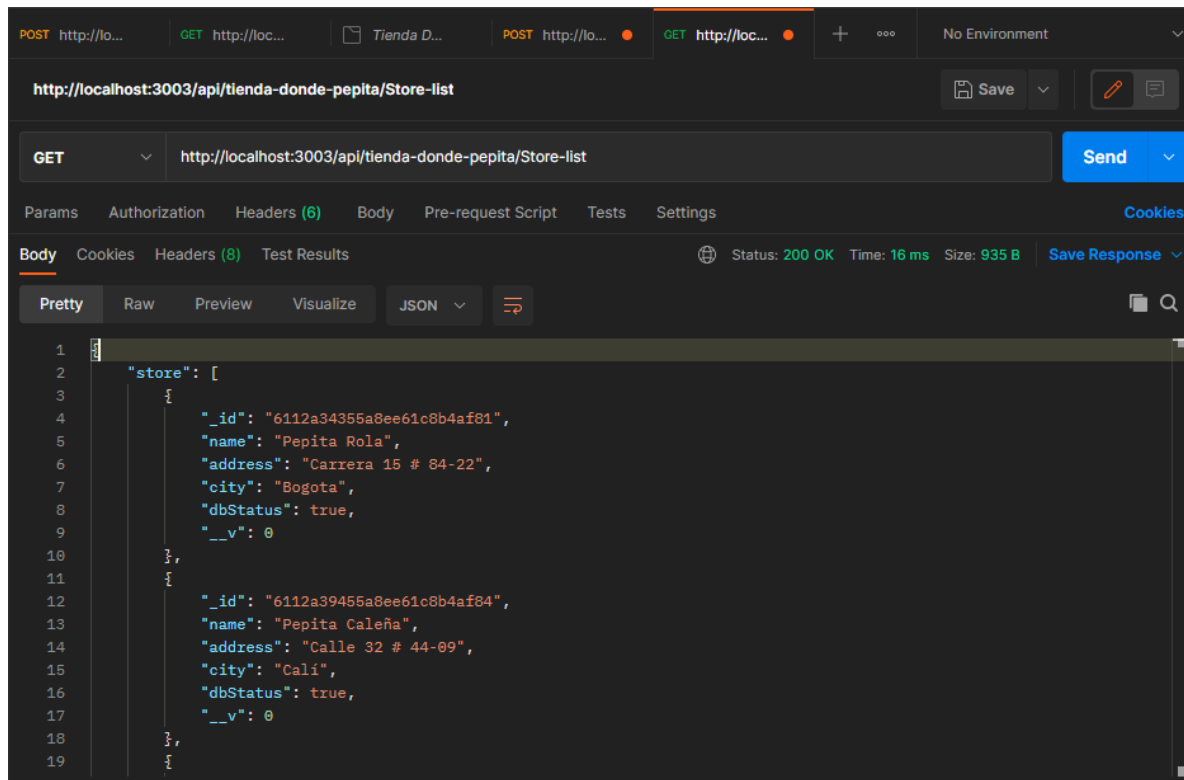 POST http://lo... GET http://loc... Tienda D... POST http://lo... GET http://loc... No Environment
http://localhost:3003/api/tienda-donde-pepita/Store-list Save
GET http://localhost:3003/api/tienda-donde-pepita/Store-list Send
Params Authorization Headers (6) Body Pre-request Script Tests Settings Cookies
Body Cookies Headers (8) Test Results Status: 200 OK Time: 16 ms Size: 935 B Save Response
Pretty Raw Preview Visualize JSON
1 {
2 "store": [
3 {
4 "_id": "6112a34355a8ee61c8b4af81",
5 "name": "Pepita Rola",
6 "address": "Carrera 15 # 84-22",
7 "city": "Bogota",
8 "dbStatus": true,
9 "__v": 0
10 },
11 {
12 "_id": "6112a39455a8ee61c8b4af84",
13 "name": "Pepita Caleña",
14 "address": "Calle 32 # 44-09",
15 "city": "Calí",
16 "dbStatus": true,
17 "__v": 0
18 },
19 {